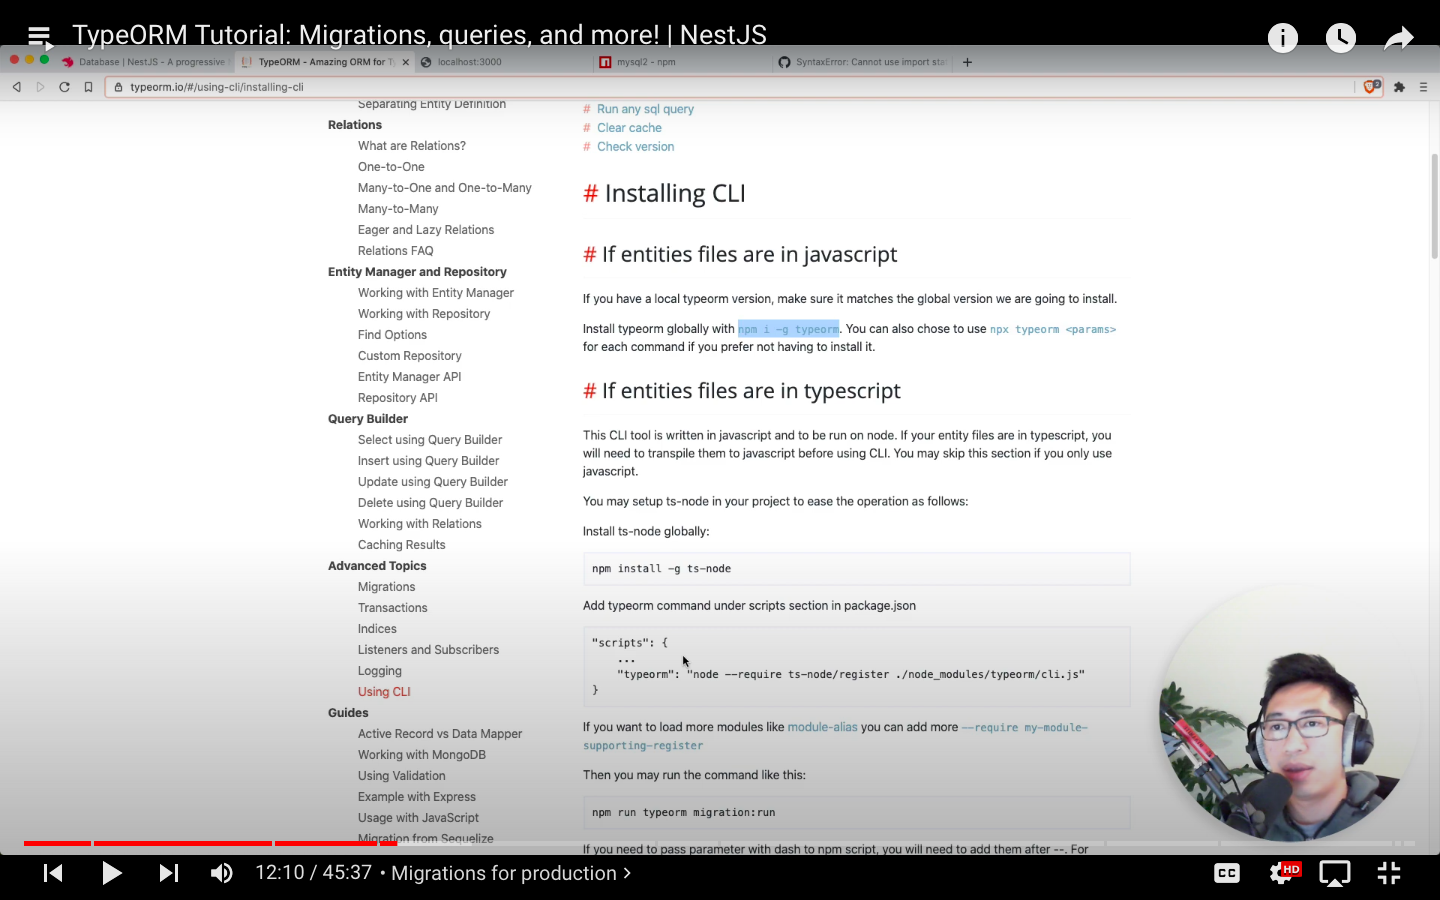 TypeORM Tutorial: Migrations, queries, and more! | NestJS
Database | NestJS - A progressive
TypeORM - Amazing ORM for T
localhost:3000
mysql2 - npm
SyntaxError: Cannot use import sta
typeorm.io/#/using-cli/installing-cli
Separating Entity Definition
Relations
What are Relations?
One-to-One
Many-to-One and One-to-Many
Many-to-Many
Eager and Lazy Relations
Relations FAQ
Entity Manager and Repository
Working with Entity Manager
Working with Repository
Find Options
Custom Repository
Entity Manager API
Repository API
Query Builder
Select using Query Builder
Insert using Query Builder
Update using Query Builder
Delete using Query Builder
Working with Relations
Caching Results
Advanced Topics
Migrations
Transactions
Indices
Listeners and Subscribers
Logging
Using CLI
Guides
Active Record vs Data Mapper
Working with MongoDB
Using Validation
Example with Express
Usage with JavaScript
Migration from Sequelize
# Run any sql query
# Clear cache
# Check version
# Installing CLI
# If entities files are in javascript
If you have a local typeorm version, make sure it matches the global version we are going to install.
Install typeorm globally with npm i -g typeorm. You can also chose to use npx typeorm <params>
for each command if you prefer not having to install it.
# If entities files are in typescript
This CLI tool is written in javascript and to be run on node. If your entity files are in typescript, you
will need to transpile them to javascript before using CLI. You may skip this section if you only use
javascript.
You may setup ts-node in your project to ease the operation as follows:
Install ts-node globally:
npm install -g ts-node
Add typeorm command under scripts section in package.json
"scripts": {
...
"typeorm": "node --require ts-node/register ./node_modules/typeorm/cli.js"
}
If you want to load more modules like module-alias you can add more --require my-module-
supporting-register
Then you may run the command like this:
npm run typeorm migration:run
If you need to pass parameter with dash to npm script, you will need to add them after --. For
12:10 / 45:37 • Migrations for production
CC
HD